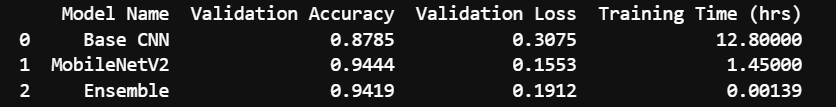 Model Name Validation Accuracy Validation Loss Training Time (hrs)
0 Base CNN 0.8785 0.3075 12.80000
1 MobileNetV2 0.9444 0.1553 1.45000
2 Ensemble 0.9419 0.1912 0.00139